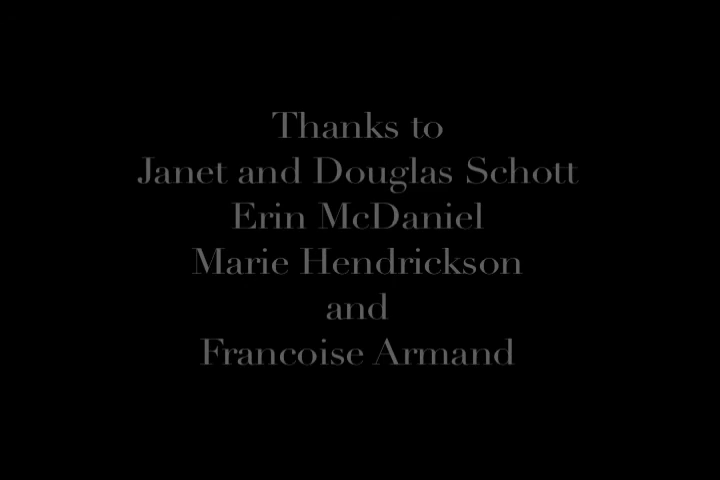 Thanks to
Janet and Douglas Schott
Erin McDaniel
Marie Hendrickson
and
Francoise Armand